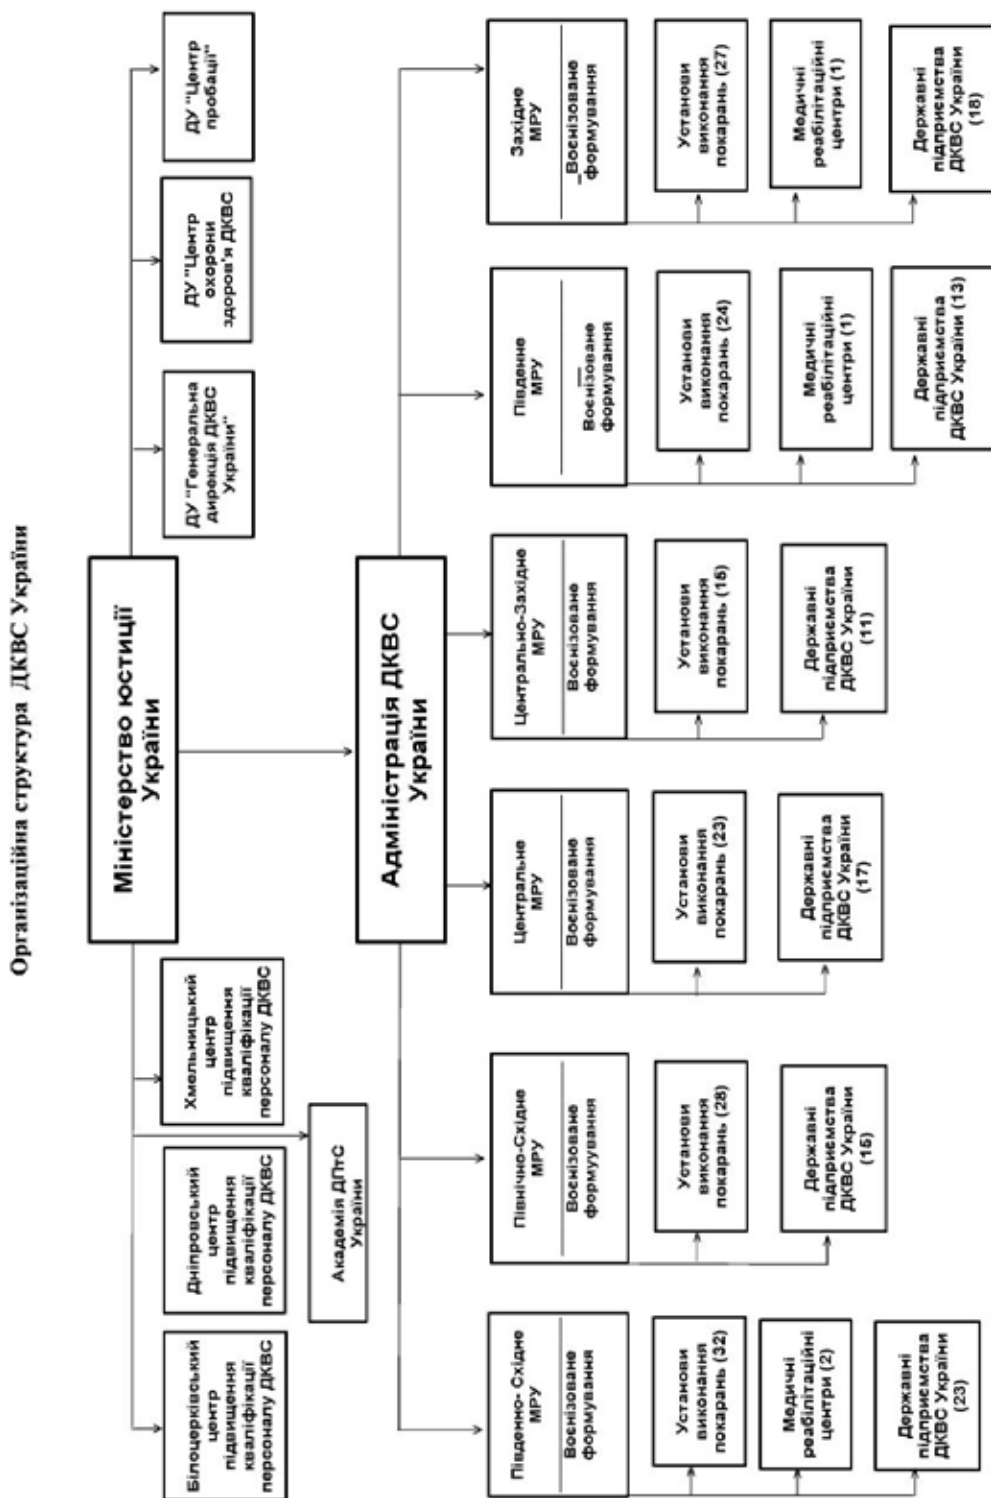 Організаційна структура ДКВС України
Міністерство юстиції
України
Білоцерківський
центр
підвищення
кваліфікації
персоналу ДКВС
Дніпровський
центр
підвищення
кваліфікації
персоналу ДКВС
Хмельницький
центр
підвищення
кваліфікації
персоналу ДКВС
ДУ "Генеральна
дирекція ДКВС
України"
ДУ "Центр
охорони
здоров'я ДКВС
ДУ "Центр
пробації"
Академія ДПтС
України
Адміністрація ДКВС
України
Південно- Східне
МРУ
Воєнізоване
формування
Установи
виконання
покарань (32)
Медичні
реабілітаційні
центри (2)
Державні
підприємства
ДКВС України
(23)
Північно-Східне
МРУ
Воєнізоване
формуування
Установи
виконання
покарань (28)
Державні
підприємства
ДКВС України
(15)
Центральне
МРУ
Воєнізоване
формування
Установи
виконання
покарань (23)
Державні
підприємства
ДКВС України
(17)
Центрально-Західне
МРУ
Воєнізоване
формування
Установи
виконання
покарань (15)
Державні
підприємства
ДКВС України
(11)
Південне
МРУ
Воєнізоване
формування
Установи
виконання
покарань (24)
Медичні
реабілітаційні
центри (1)
Державні
підприємства
ДКВС України (13)
Західне
МРУ
Воєнізоване
формування
Установи
виконання
покарань (27)
Медичні
реабілітаційні
центри (1)
Державні
підприємства
ДКВС України
(18)